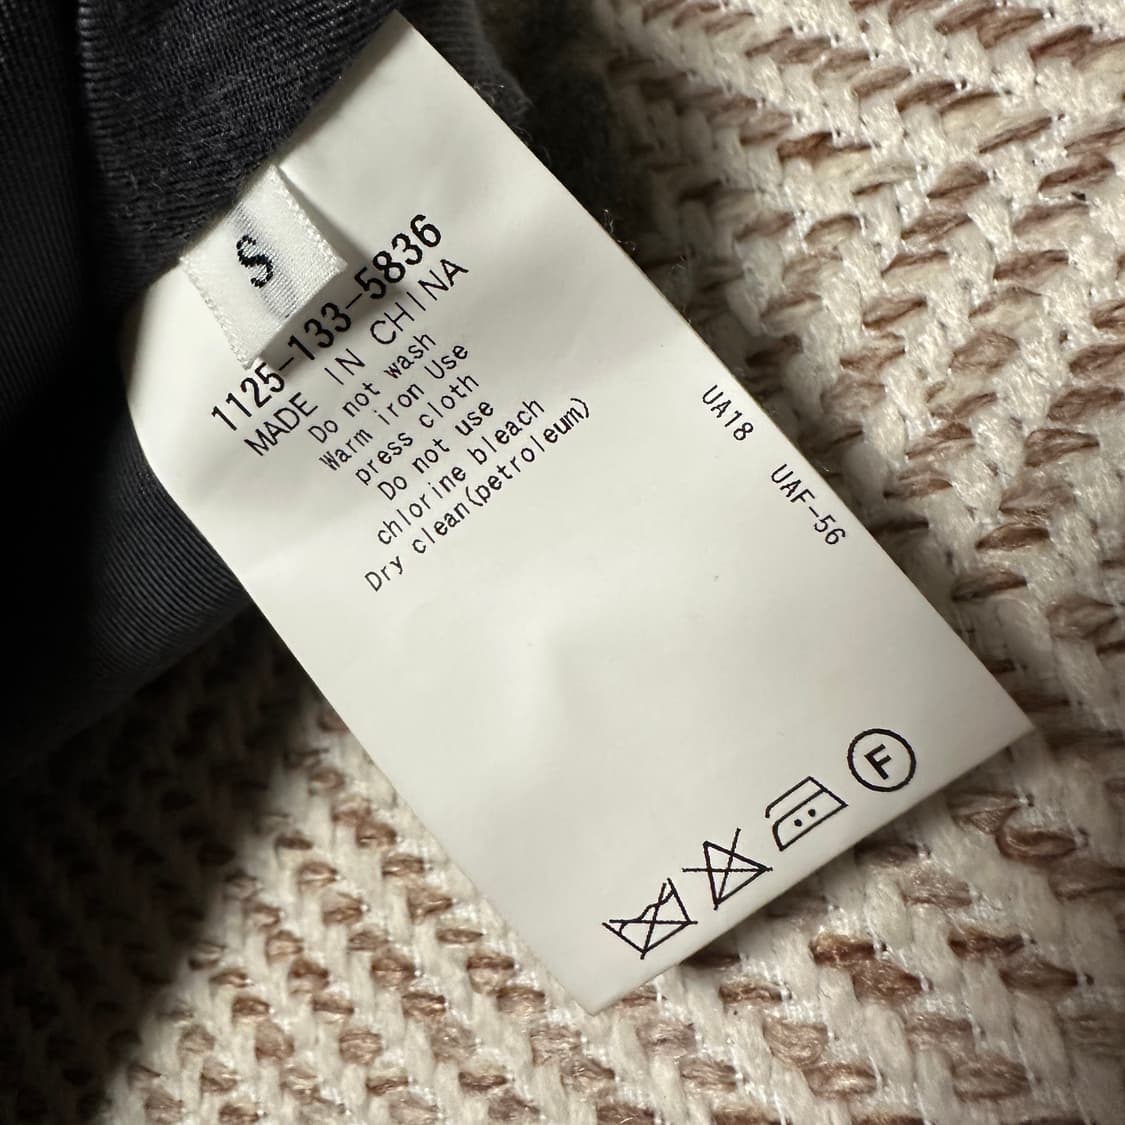 S
1125-133-5836
MADE IN CHINA
Do not wash
Warm iron Use
press cloth
Do not use
chlorine bleach
Dry clean(petroleum)
UA18
UAF-56
F